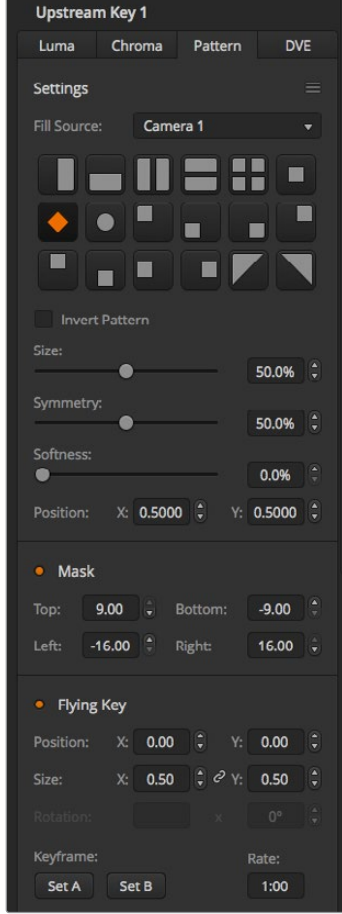 Upstream Key 1
Luma Chroma Pattern DVE
Settings
Fill Source: Camera 1
Invert Pattern
Size:
50.0%
Symmetry:
50.0%
Softness:
0.0%
Position: X: 0.5000 Y: 0.5000
Mask
Top: 9.00 Bottom: -9.00
Left: -16.00 Right: 16.00
Flying Key
Position: X: 0.00 Y: 0.00
Size: X: 0.50 Y: 0.50
Rotation: x 0°
Keyframe: Rate:
Set A Set B 1:00